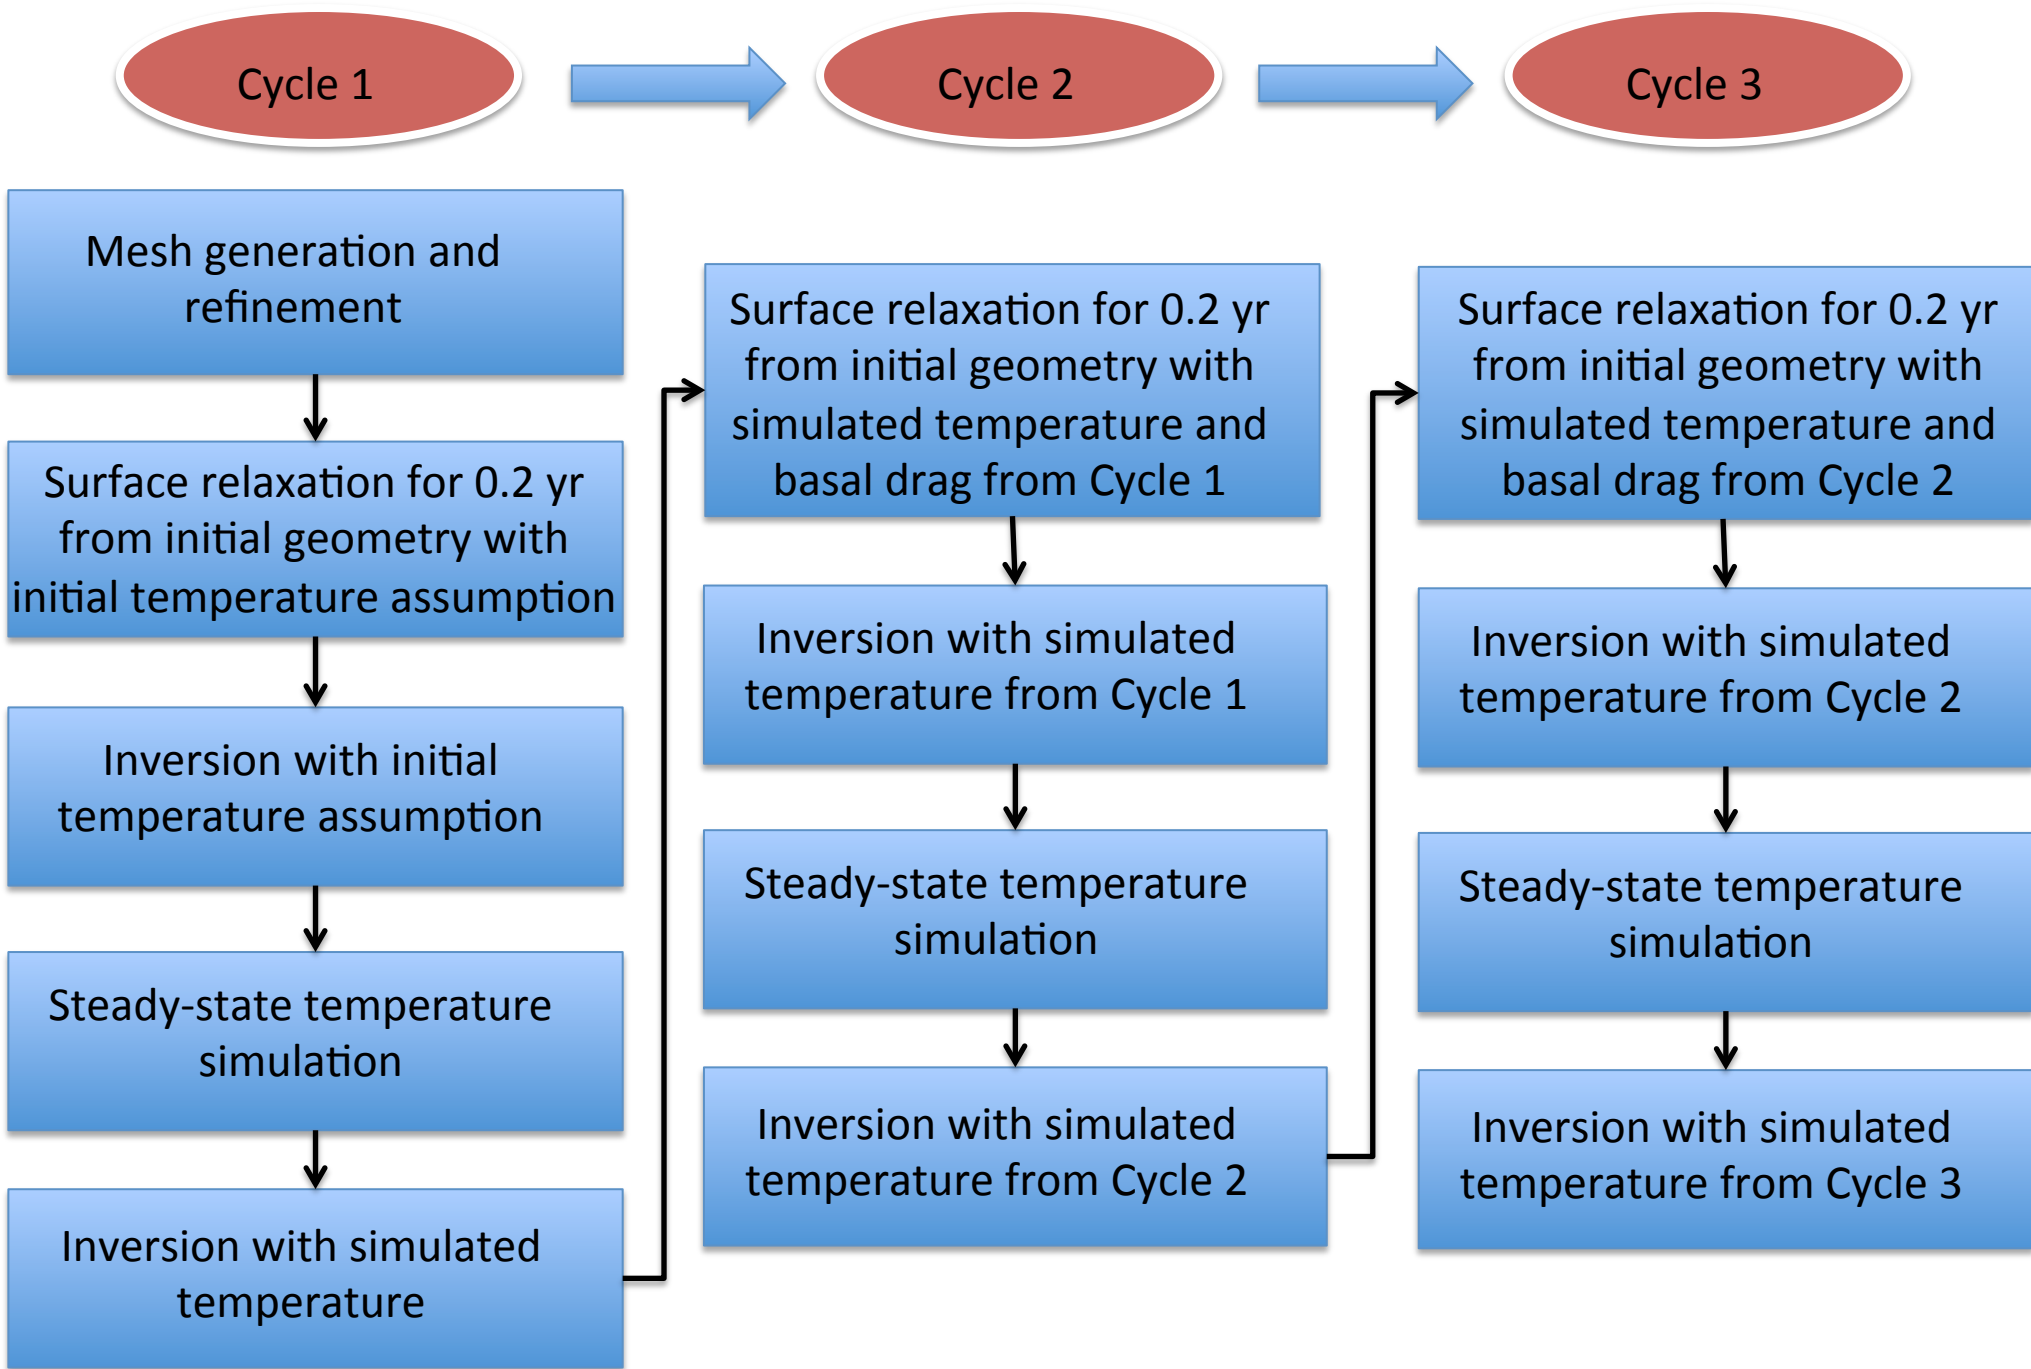 Cycle 1
Cycle 2
Cycle 3
Mesh generation and
refinement
Surface relaxation for 0.2 yr
from initial geometry with
initial temperature assumption
Inversion with initial
temperature assumption
Steady-state temperature
simulation
Inversion with simulated
temperature
Surface relaxation for 0.2 yr
from initial geometry with
simulated temperature and
basal drag from Cycle 1
Inversion with simulated
temperature from Cycle 1
Steady-state temperature
simulation
Inversion with simulated
temperature from Cycle 2
Surface relaxation for 0.2 yr
from initial geometry with
simulated temperature and
basal drag from Cycle 2
Inversion with simulated
temperature from Cycle 2
Steady-state temperature
simulation
Inversion with simulated
temperature from Cycle 3